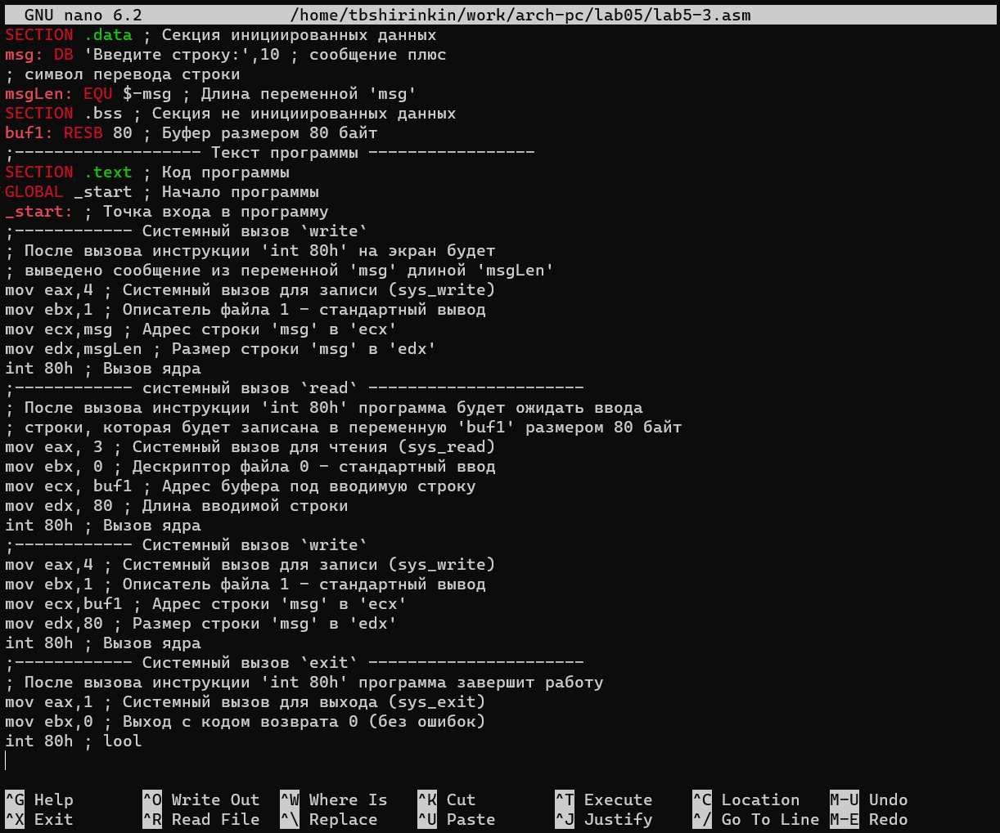 GNU nano 6.2 /home/tbshirinkin/work/arch-pc/lab05/lab5-3.asm
SECTION .data ; Секция инициированных данных
msg: DB 'Введите строку:',10 ; сообщение плюс
; символ перевода строки
msgLen: EQU $-msg ; Длина переменной 'msg'
SECTION .bss ; Секция не инициированных данных
buf1: RESB 80 ; Буфер размером 80 байт
;------------------- Текст программы -----------------
SECTION .text ; Код программы
GLOBAL _start ; Начало программы
_start: ; Точка входа в программу
;------------ Системный вызов `write`
; После вызова инструкции 'int 80h' на экран будет
; выведено сообщение из переменной 'msg' длиной 'msgLen'
mov eax,4 ; Системный вызов для записи (sys_write)
mov ebx,1 ; Описатель файла 1 - стандартный вывод
mov ecx,msg ; Адрес строки 'msg' в 'ecx'
mov edx,msgLen ; Размер строки 'msg' в 'edx'
int 80h ; Вызов ядра
;------------ системный вызов `read` ----------------------
; После вызова инструкции 'int 80h' программа будет ожидать ввода
; строки, которая будет записана в переменную 'buf1' размером 80 байт
mov eax, 3 ; Системный вызов для чтения (sys_read)
mov ebx, 0 ; Дескриптор файла 0 - стандартный ввод
mov ecx, buf1 ; Адрес буфера под вводимую строку
mov edx, 80 ; Длина вводимой строки
int 80h ; Вызов ядра
;------------ Системный вызов `write`
mov eax,4 ; Системный вызов для записи (sys_write)
mov ebx,1 ; Описатель файла 1 - стандартный вывод
mov ecx,buf1 ; Адрес строки 'msg' в 'ecx'
mov edx,80 ; Размер строки 'msg' в 'edx'
int 80h ; Вызов ядра
;------------ Системный вызов `exit` ----------------------
; После вызова инструкции 'int 80h' программа завершит работу
mov eax,1 ; Системный вызов для выхода (sys_exit)
mov ebx,0 ; Выход с кодом возврата 0 (без ошибок)
int 80h ; lool
^G Help ^O Write Out ^W Where Is ^K Cut ^T Execute ^C Location M-U Undo
^X Exit ^R Read File ^\ Replace ^U Paste ^J Justify ^/ Go To Line M-E Redo